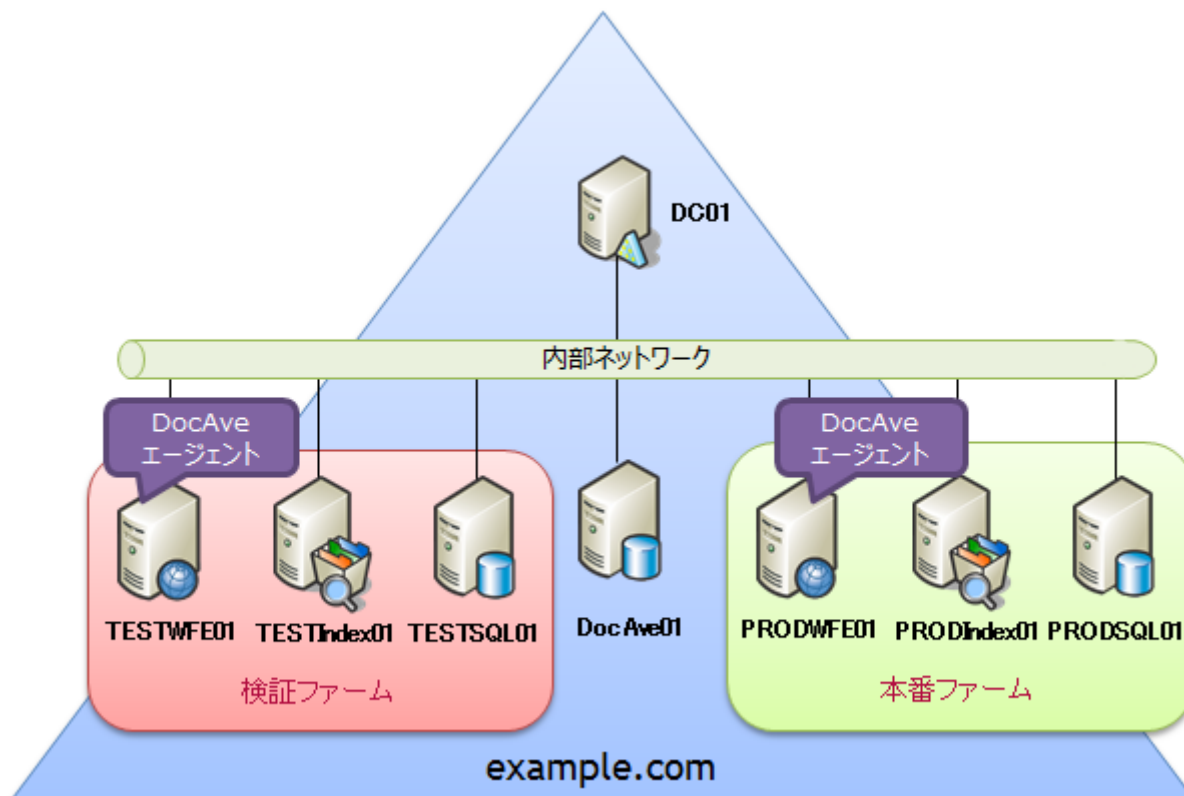 DC01
内部ネットワーク
DocAve
エージェント
DocAve
エージェント
TESTWFE01
TESTIndex01
TESTSQL01
DocAve01
PRODWFE01
PRODIndex01
PRODSQL01
検証ファーム
本番ファーム
example.com